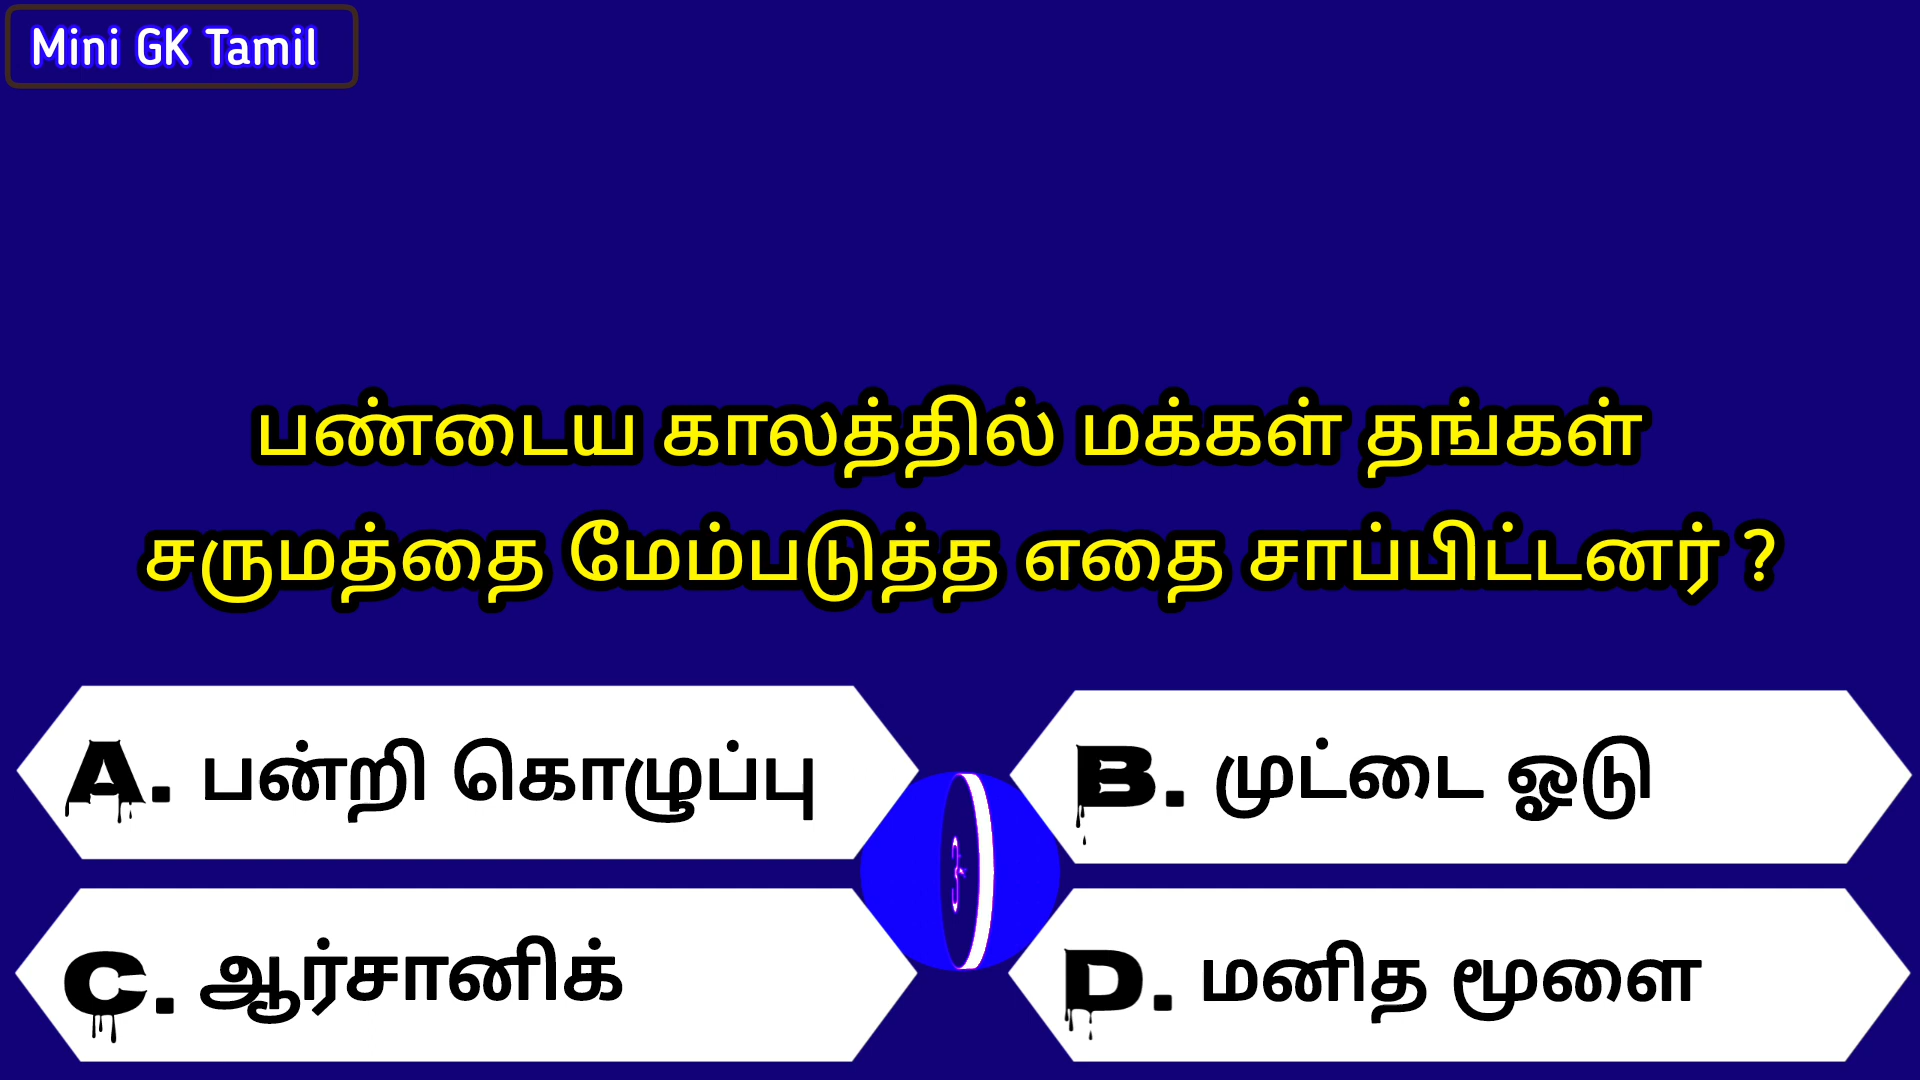 Mini GK Tamil
பண்டைய காலத்தில் மக்கள் தங்கள்
சருமத்தை மேம்படுத்த எதை சாப்பிட்டனர் ?
A. பன்றி கொழுப்பு
B. முட்டை ஓடு
C. ஆர்சானிக்
D. மனித மூளை